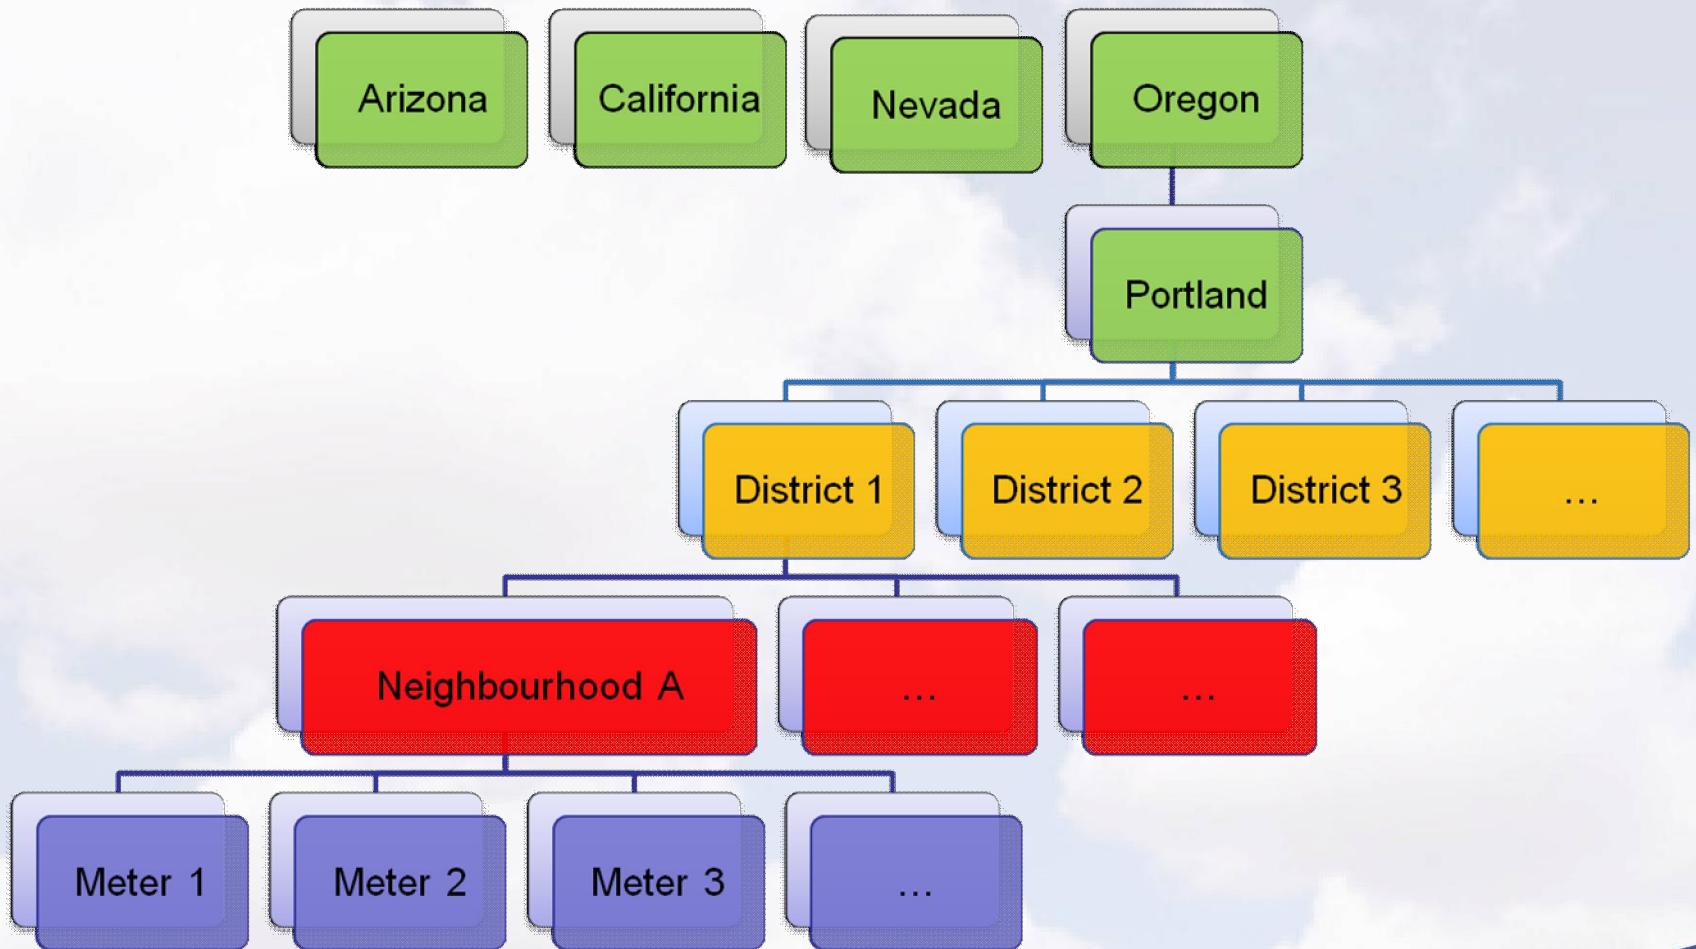 Arizona
California
Nevada
Oregon
Portland
District 1
District 2
District 3
...
Neighbourhood A
...
...
Meter 1
Meter 2
Meter 3
...